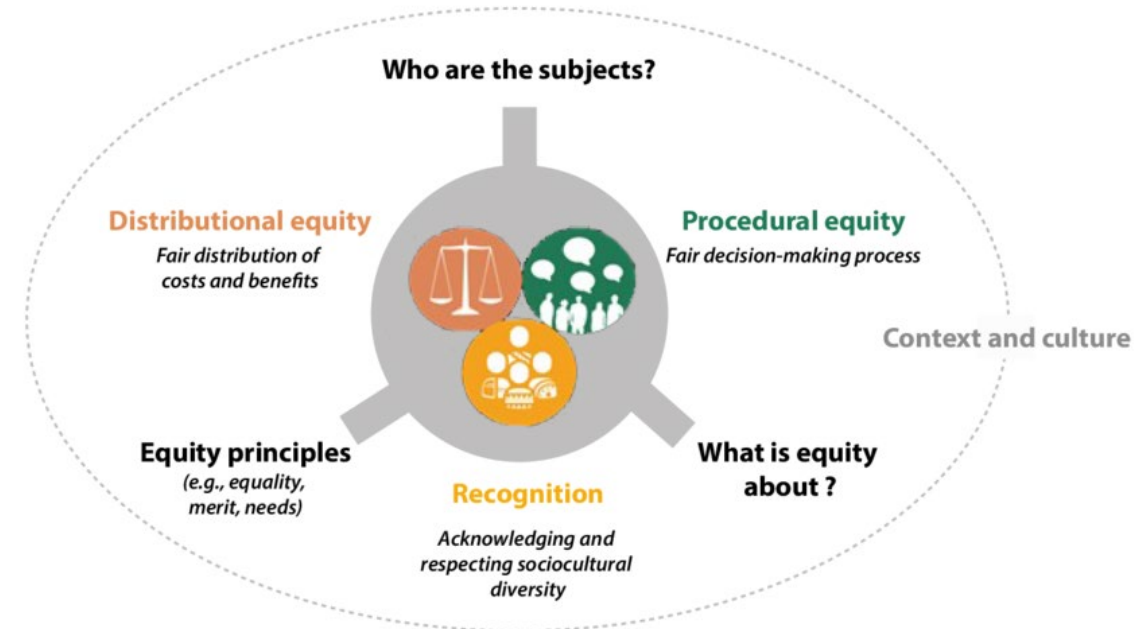 Who are the subjects?
Distributional equity
Fair distribution of
costs and benefits
Procedural equity
Fair decision-making process
Context and culture
Equity principles
(e.g., equality,
merit, needs)
Recognition
Acknowledging and
respecting sociocultural
diversity
What is equity
about ?